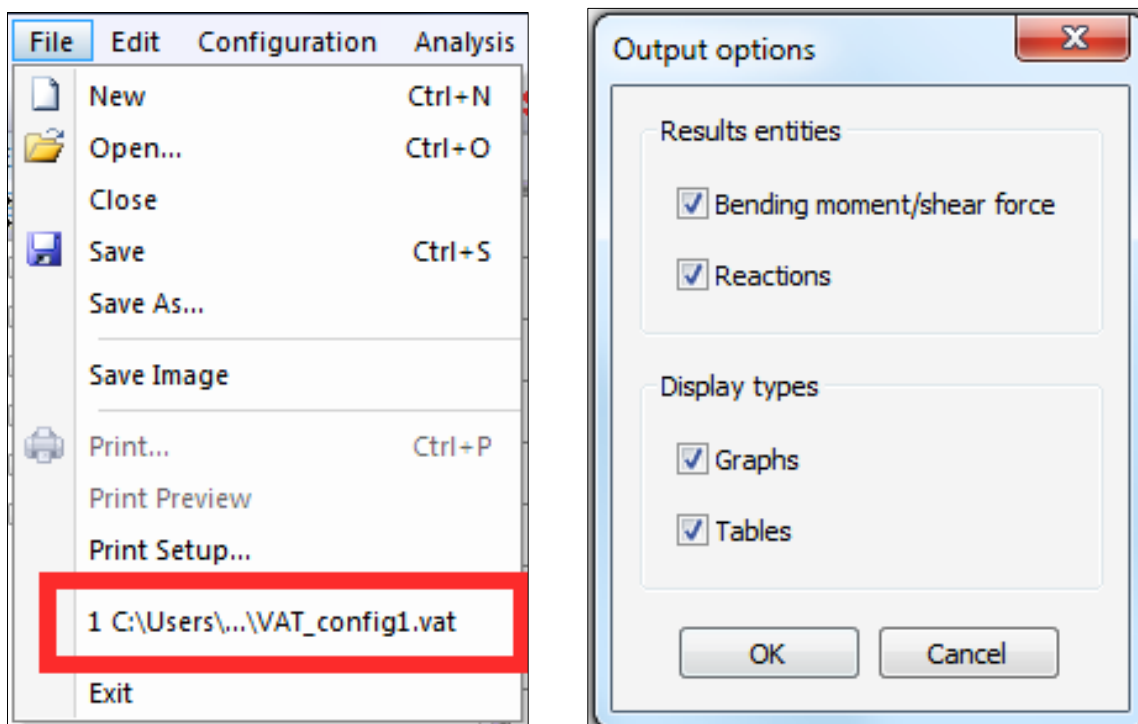 File Edit Configuration Analysis
New Ctrl+N
Open... Ctrl+O
Close
Save Ctrl+S
Save As...
Save Image
Print... Ctrl+P
Print Preview
Print Setup...
1 C:\Users\...\VAT_config1.vat
Exit
Output options
Results entities
Bending moment/shear force
Reactions
Display types
Graphs
Tables
OK Cancel